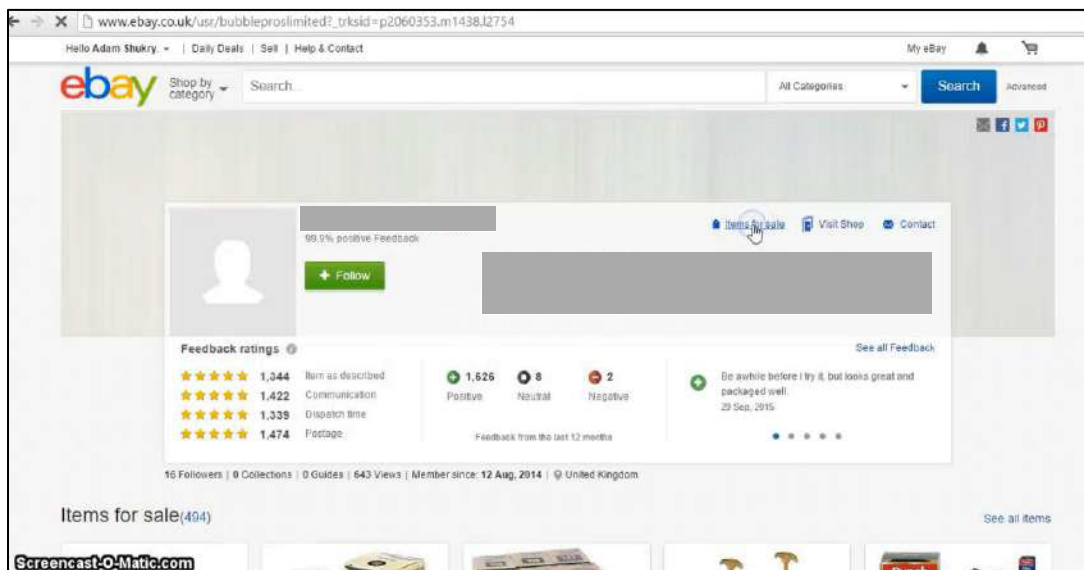 www.ebay.co.uk/usr/bubbleproslimited?_trksid=p2060353.m1438.l2754
Hello Adam Shukry. | Daily Deals | Sell | Help & Contact My eBay
ebay Shop by category Search... All Categories Search Advanced
99.9% positive Feedback
Items for sale Visit Shop Contact
+ Follow
Feedback ratings See all Feedback
1,344 Item as described
1,422 Communication
1,339 Dispatch time
1,474 Postage
1,626 8 2
Positive Neutral Negative
Feedback from the last 12 months
Be awhile before I try it, but looks great and
packaged well.
29 Sep, 2015
16 Followers | 0 Collections | 0 Guides | 643 Views | Member since: 12 Aug, 2014 | United Kingdom
Items for sale(494) See all items
Screencast-O-Matic.com